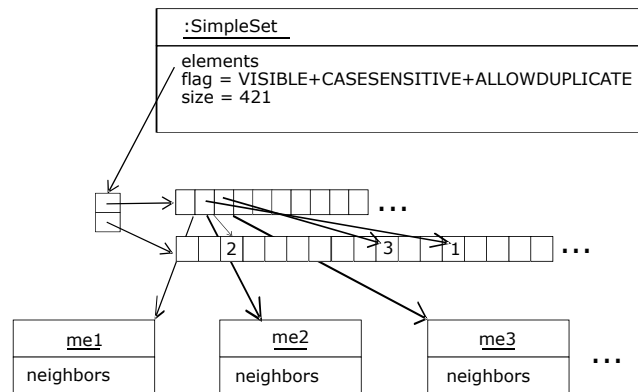 :SimpleSet
elements
flag = VISIBLE+CASESENSITIVE+ALLOWDUPLICATE
size = 421
...
2 3 1 ...
me1 me2 me3
...
neighbors neighbors neighbors